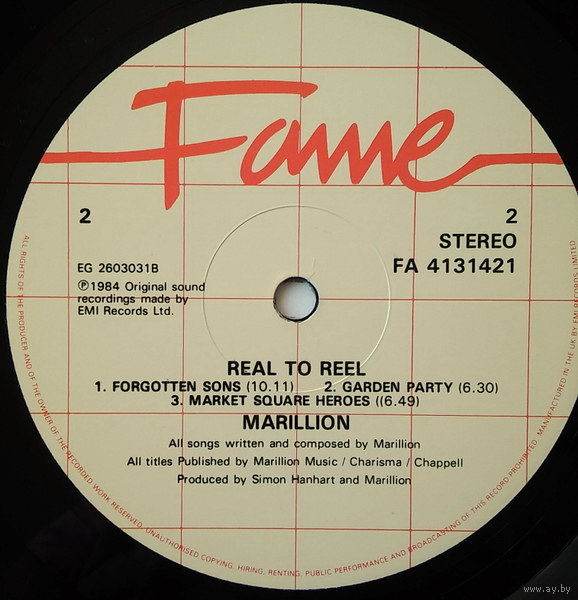 Fame
2
2
STEREO
FA 4131421
EG 2603031B
℗1984 Original sound
recordings made by
EMI Records Ltd.
REAL TO REEL
1. FORGOTTEN SONS (10.11) 2. GARDEN PARTY (6.30)
3. MARKET SQUARE HEROES ((6.49)
MARILLION
All songs written and composed by Marillion
All titles Published by Marillion Music / Charisma / Chappell
Produced by Simon Hanhart and Marillion
ALL RIGHTS OF THE PRODUCER AND OF THE OWNER OF THE RECORDED WORK RESERVED. UNAUTHORISED COPYING, HIRING, RENTING, PUBLIC PERFORMANCE AND BROADCASTING OF THIS RECORD PROHIBITED. MANUFACTURED IN THE UK BY EMI RECORDS LIMITED
www.ay.by